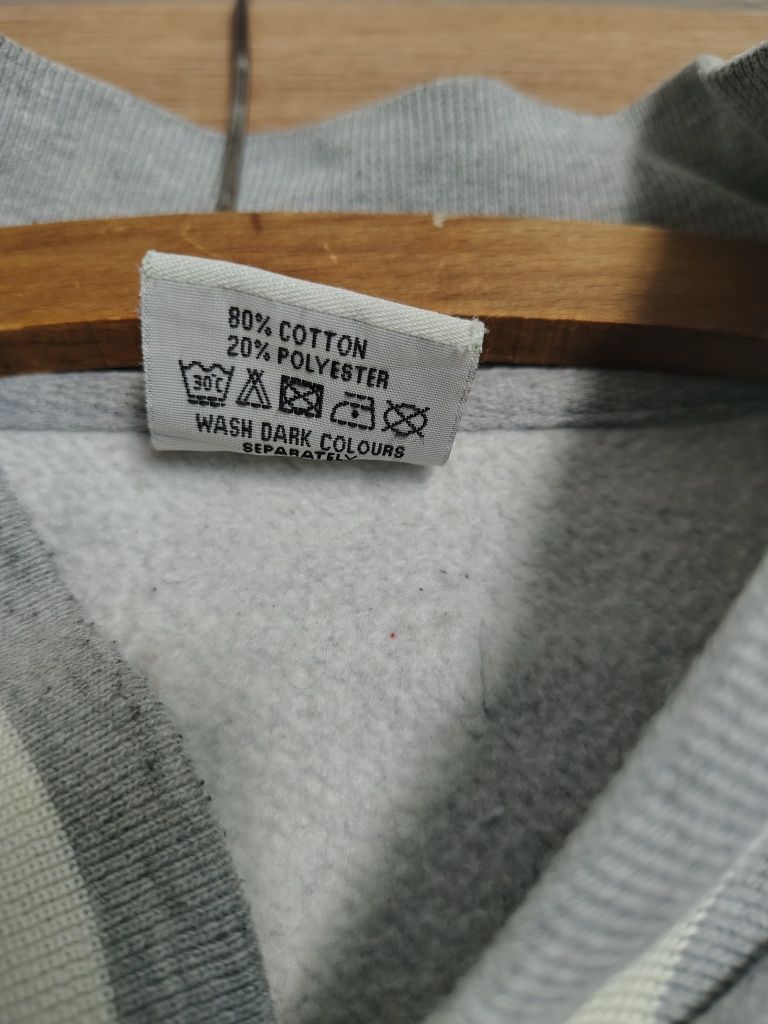 80% COTTON
20% POLYESTER
30°C
WASH DARK COLOURS
SEPARATELY